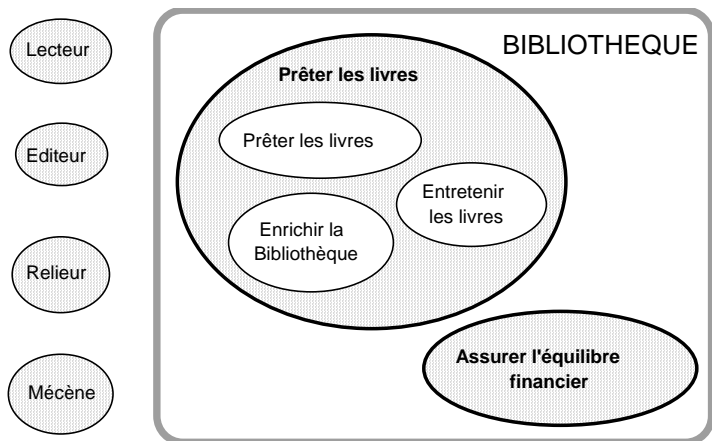 Lecteur
Editeur
Relieur
Mécène
BIBLIOTHEQUE
Prêter les livres
Prêter les livres
Entretenir
les livres
Enrichir la
Bibliothèque
Assurer l'équilibre
financier